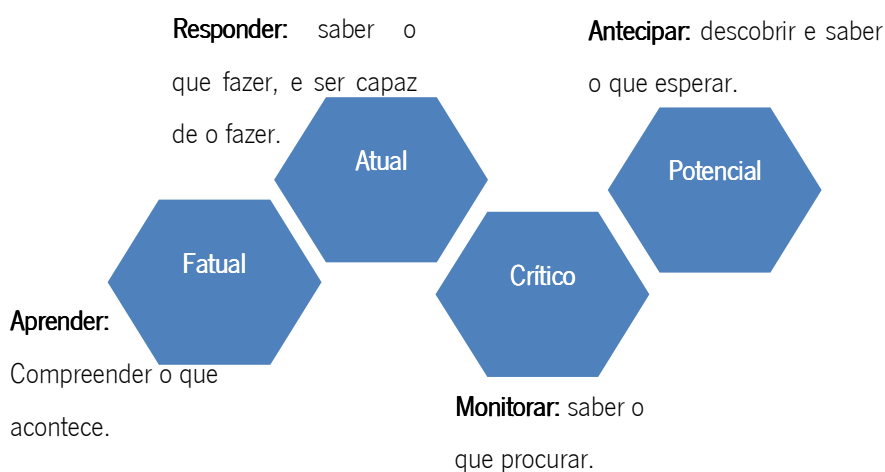 Responder: saber o
que fazer, e ser capaz
de o fazer.
Antecipar: descobrir e saber
o que esperar.
Atual
Potencial
Fatual
Crítico
Aprender:
Compreender o que
acontece.
Monitorar: saber o
que procurar.